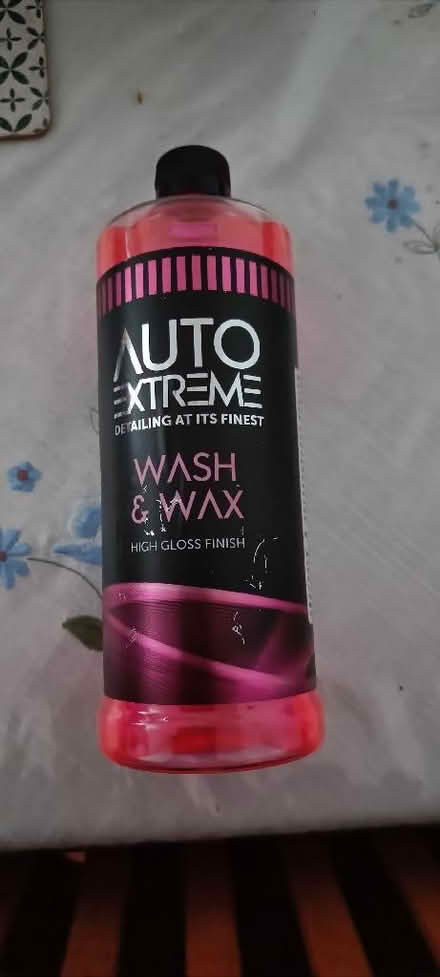 AUTO
EXTREME
DETAILING AT ITS FINEST
WASH
& WAX
HIGH GLOSS FINISH